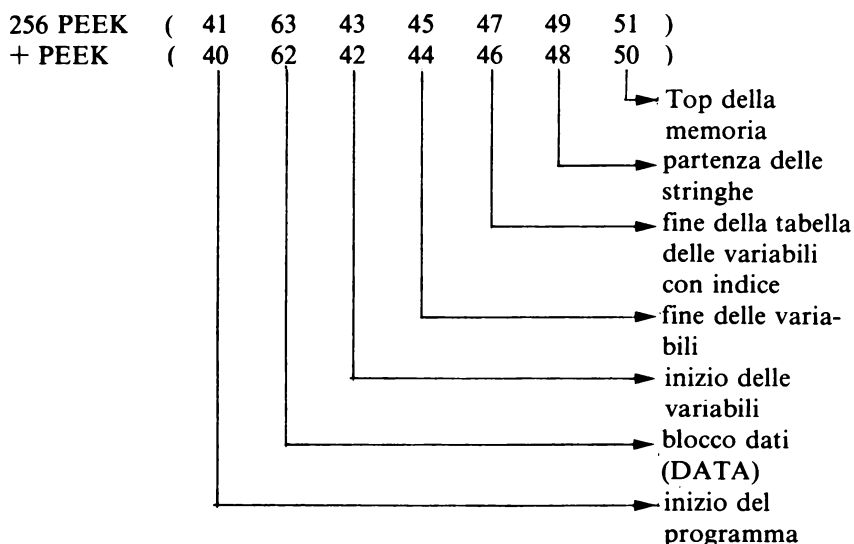 256 PEEK ( 41 63 43 45 47 49 51 )
+ PEEK ( 40 62 42 44 46 48 50 )
Top della
memoria
partenza delle
stringhe
fine della tabella
delle variabili
con indice
fine delle varia-
bili
inizio delle
variabili
blocco dati
(DATA)
inizio del
programma